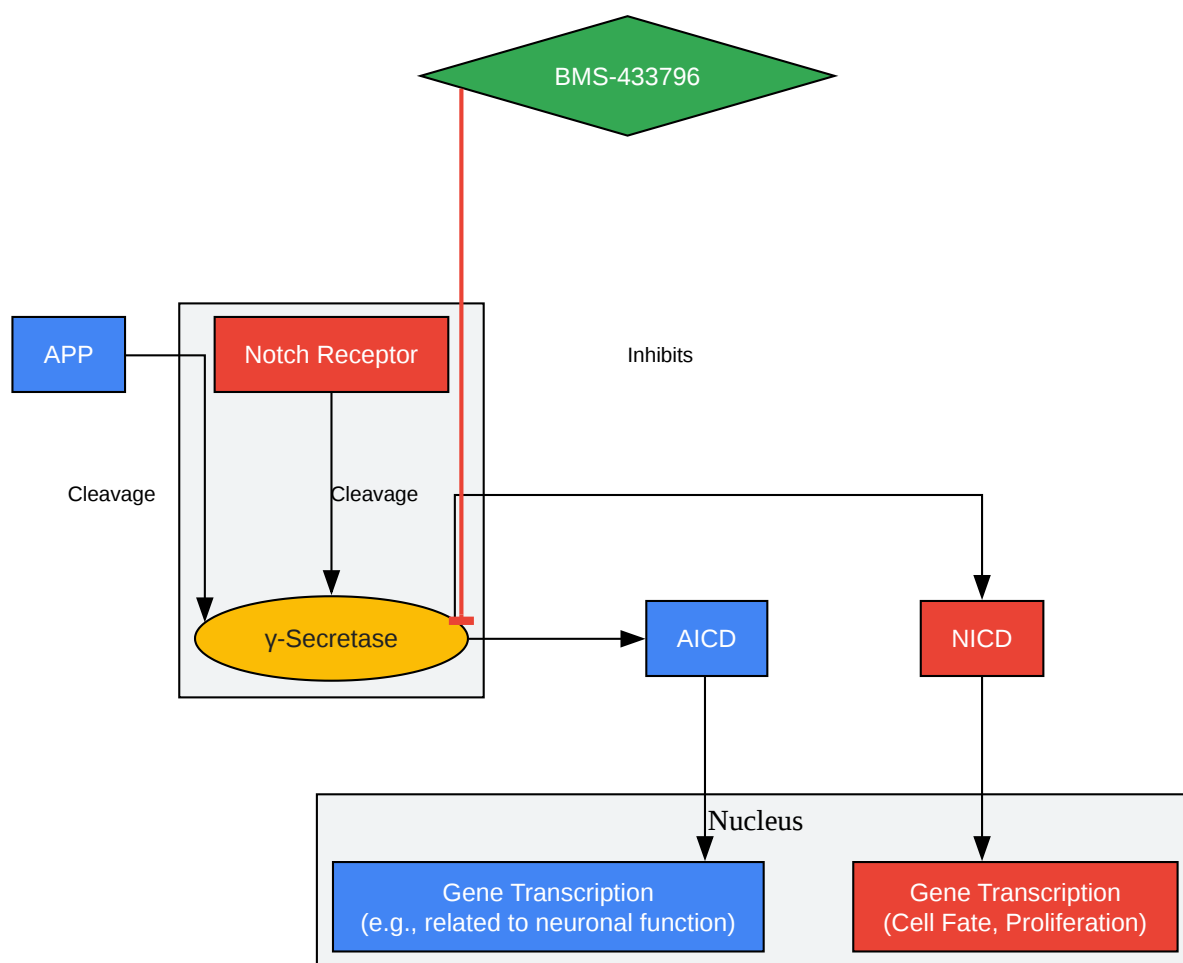 BMS-433796
APP
Notch Receptor
Inhibits
Cleavage
Cleavage
γ-Secretase
AICD
NICD
Nucleus
Gene Transcription
(e.g., related to neuronal function)
Gene Transcription
(Cell Fate, Proliferation)